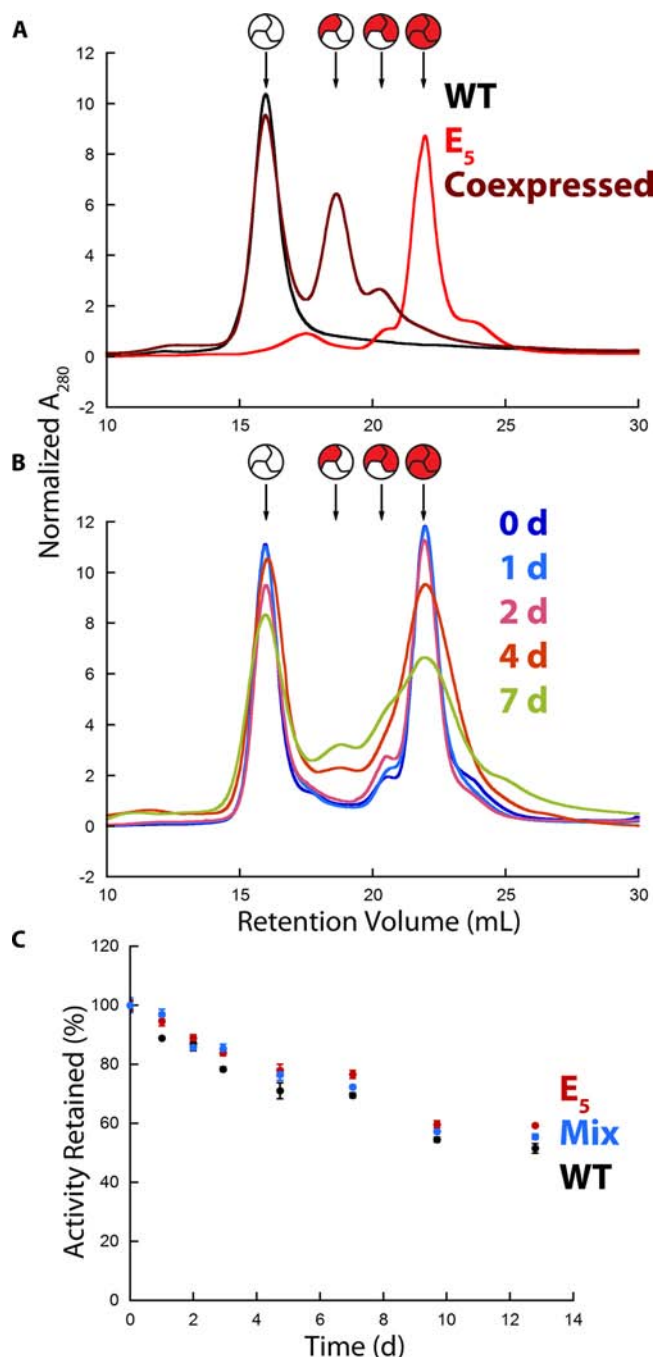 A
WT
E5
Coexpressed
12
10
8
6
4
2
0
-2
10 15 20 25 30
Normalized A280
B
0 d
1 d
2 d
4 d
7 d
12
10
8
6
4
2
0
-2
10 15 20 25 30
Retention Volume (mL)
C
120
100
80
60
40
20
0
Activity Retained (%)
E5
Mix
WT
0 2 4 6 8 10 12 14
Time (d)